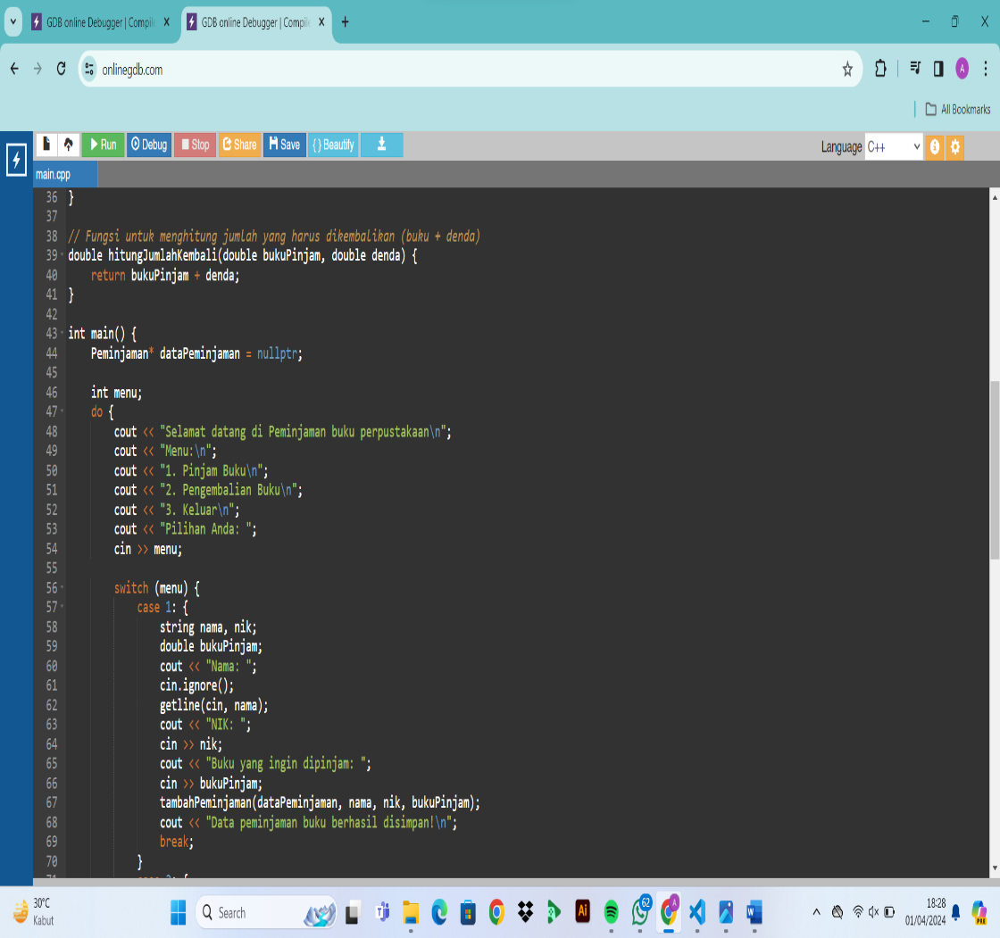 GDB online Debugger | Compil
GDB online Debugger | Compil
onlinegdb.com
A
All Bookmarks
Run Debug Stop Share Save { } Beautify
Language C++
main.cpp
36 }
37
38 // Fungsi untuk menghitung jumlah yang harus dikembalikan (buku + denda)
39 double hitungJumlahKembali(double bukuPinjam, double denda) {
40 return bukuPinjam + denda;
41 }
42
43 int main() {
44 Peminjaman* dataPeminjaman = nullptr;
45
46 int menu;
47 do {
48 cout << "Selamat datang di Peminjaman buku perpustakaan\n";
49 cout << "Menu:\n";
50 cout << "1. Pinjam Buku\n";
51 cout << "2. Pengembalian Buku\n";
52 cout << "3. Keluar\n";
53 cout << "Pilihan Anda: ";
54 cin >> menu;
55
56 switch (menu) {
57 case 1: {
58 string nama, nik;
59 double bukuPinjam;
60 cout << "Nama: ";
61 cin.ignore();
62 getline(cin, nama);
63 cout << "NIK: ";
64 cin >> nik;
65 cout << "Buku yang ingin dipinjam: ";
66 cin >> bukuPinjam;
67 tambahPeminjaman(dataPeminjaman, nama, nik, bukuPinjam);
68 cout << "Data peminjaman buku berhasil disimpan!\n";
69 break;
70 }
30°C
Kabut
Search
Ai
62
A
W
18:28
01/04/2024
PRE